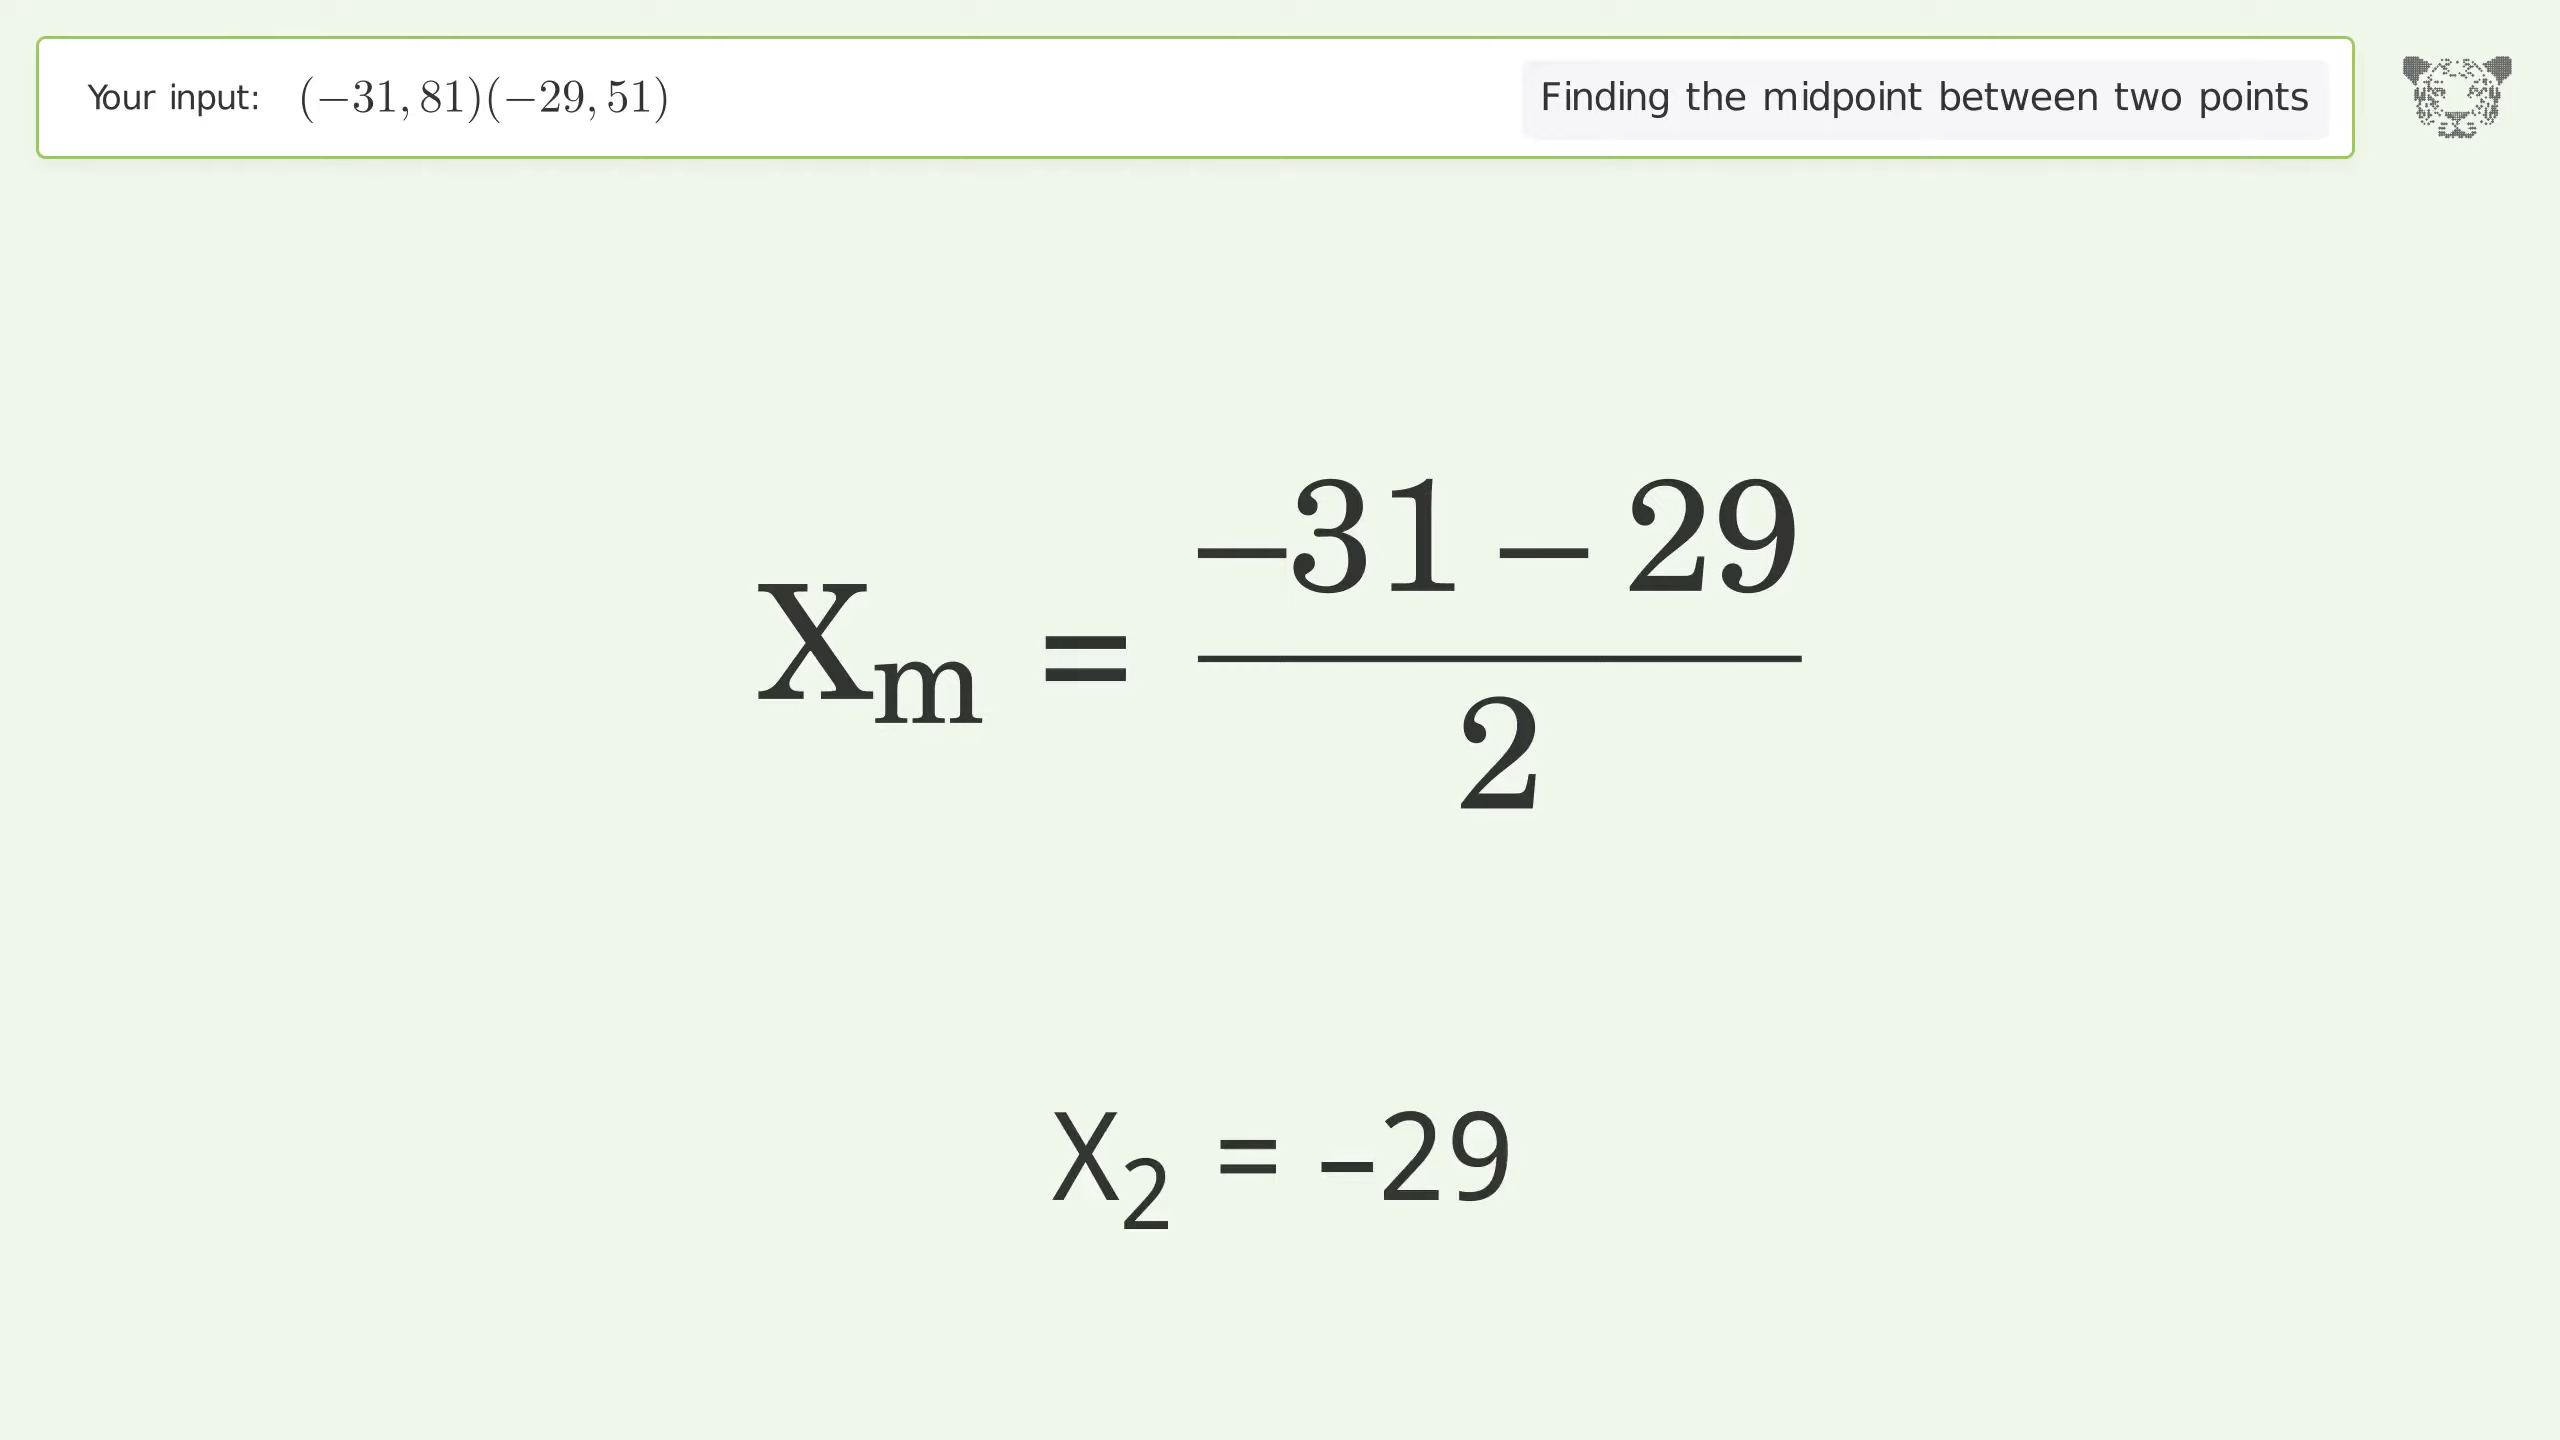 Your input: (−31, 81)(−29, 51)
Finding the midpoint between two points
Xm = (–31 – 29) / 2
X2 = –29